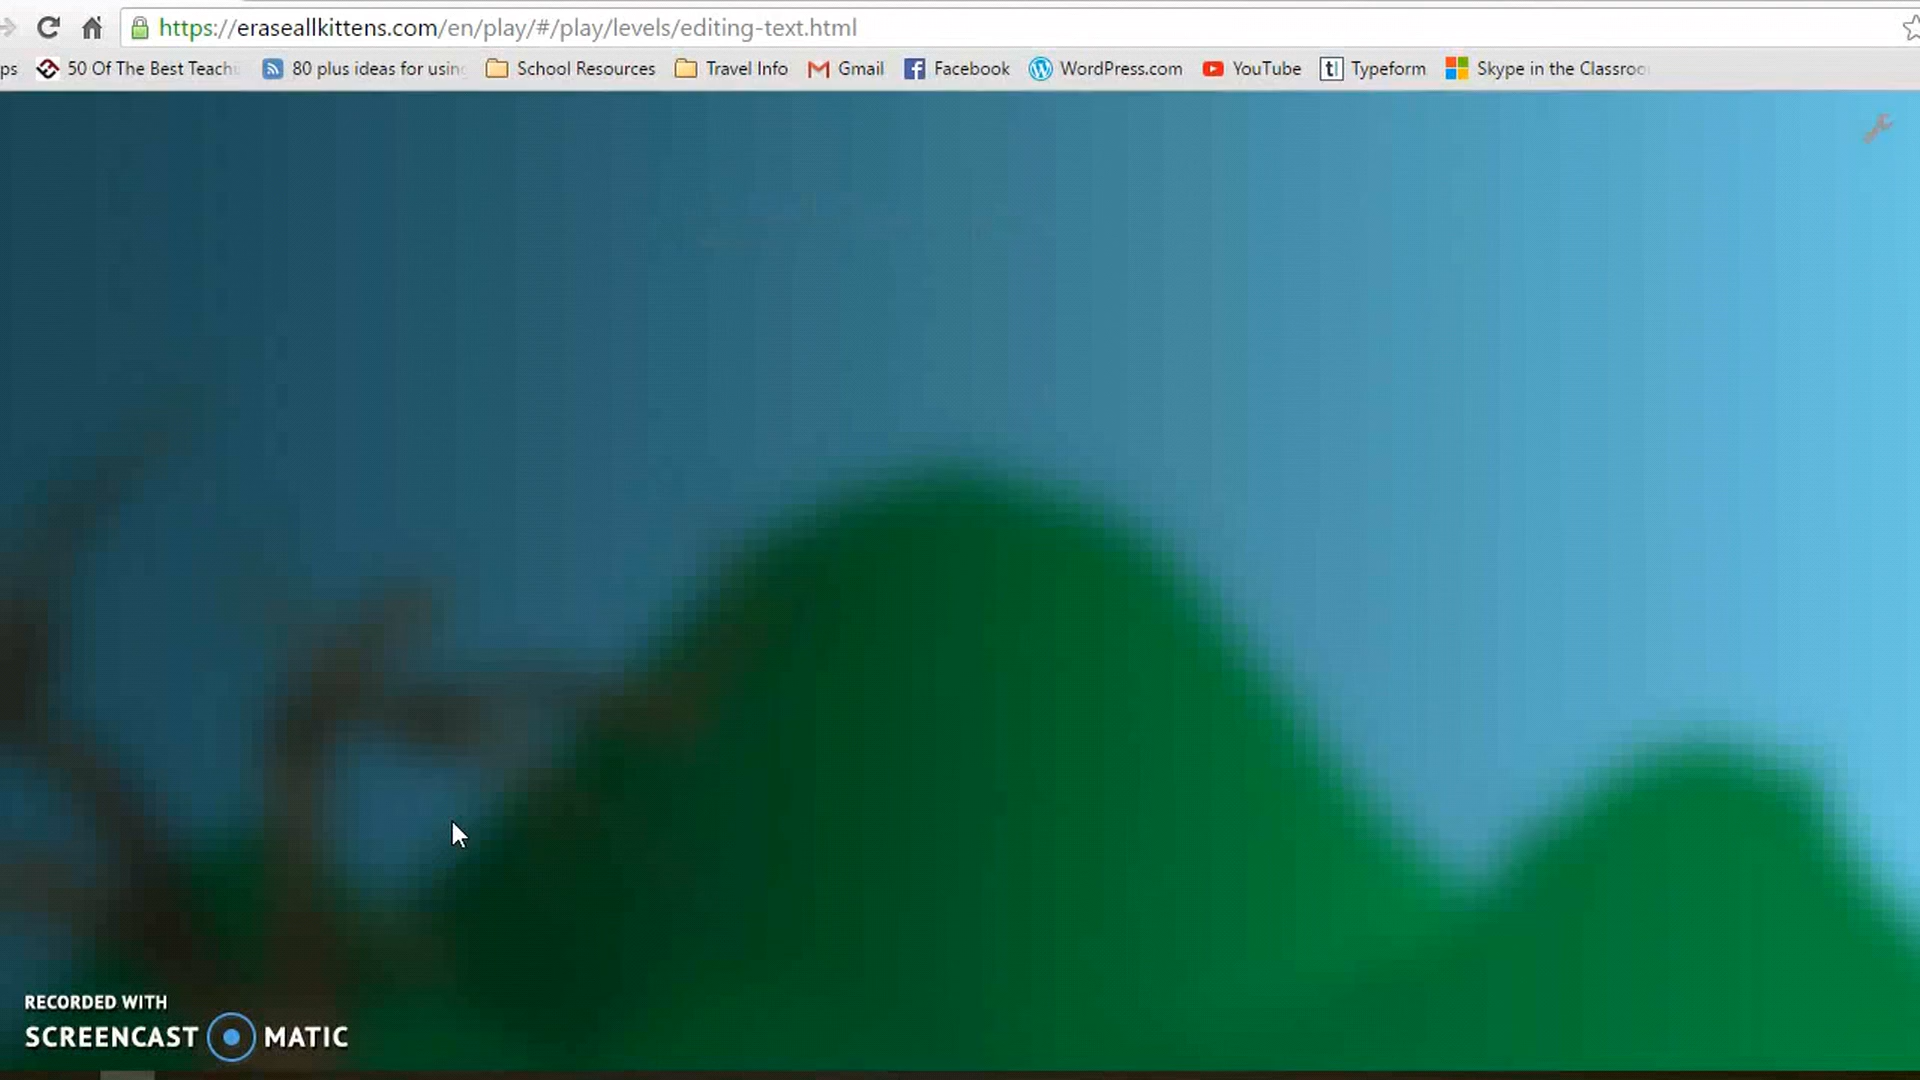 https://eraseallkittens.com/en/play/#/play/levels/editing-text.html
ps 50 Of The Best Teach 80 plus ideas for using School Resources Travel Info Gmail Facebook WordPress.com YouTube t Typeform Skype in the Classroo
RECORDED WITH
SCREENCAST MATIC